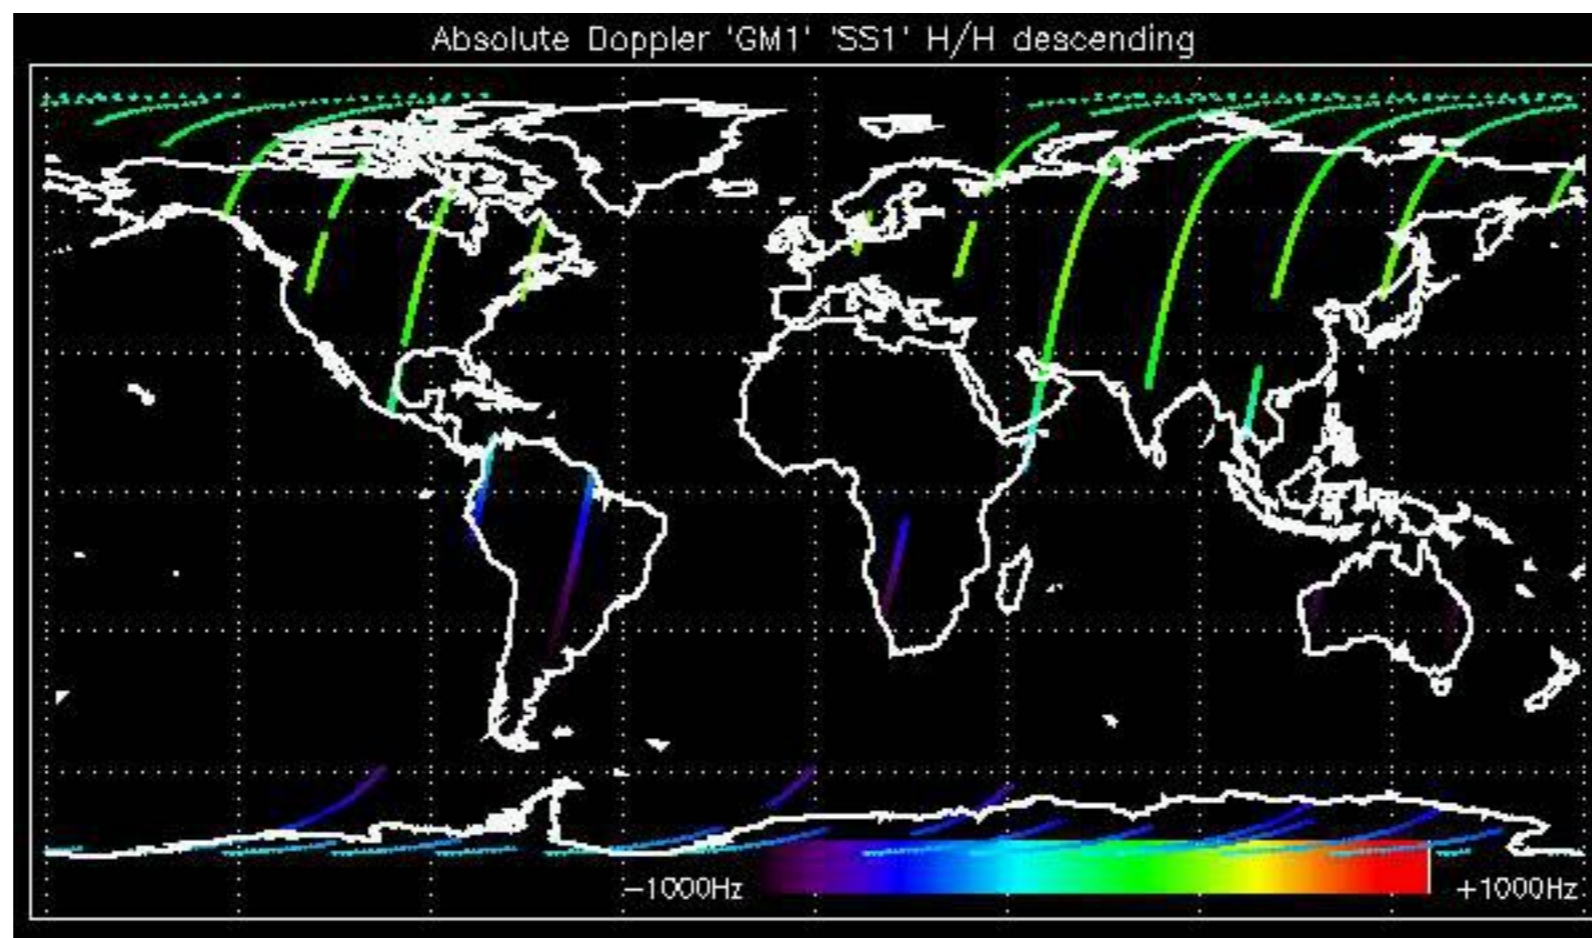 Absolute Doppler 'GM1' 'SS1' H/H descending
-1000Hz
+1000Hz